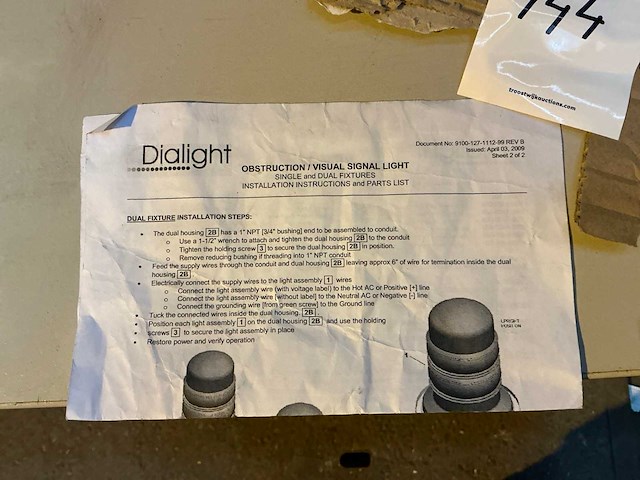 144
troostwijkauctions.com
Dialight
Document No: 9100-127-1112-99 REV B
Issued: April 03, 2009
Sheet 2 of 2
OBSTRUCTION / VISUAL SIGNAL LIGHT
SINGLE and DUAL FIXTURES
INSTALLATION INSTRUCTIONS and PARTS LIST
DUAL FIXTURE INSTALLATION STEPS:
• The dual housing 2B has a 1" NPT [3/4" bushing] end to be assembled to conduit.
o Use a 1-1/2" wrench to attach and tighten the dual housing 2B to the conduit
o Tighten the holding screw 3 to secure the dual housing 2B in position.
o Remove reducing bushing if threading into 1" NPT conduit
• Feed the supply wires through the conduit and dual housing 2B leaving approx 6" of wire for termination inside the dual
housing 2B.
• Electrically connect the supply wires to the light assembly 1 wires
o Connect the light assembly wire (with voltage label) to the Hot AC or Positive [+] line
o Connect the light assembly wire [without label] to the Neutral AC or Negative [-] line
o Connect the grounding wire [from green screw] to the Ground line
• Tuck the connected wires inside the dual housing, 2B.
• Position each light assembly 1 on the dual housing 2B and use the holding
• screws 3 to secure the light assembly in place
• Restore power and verify operation
1